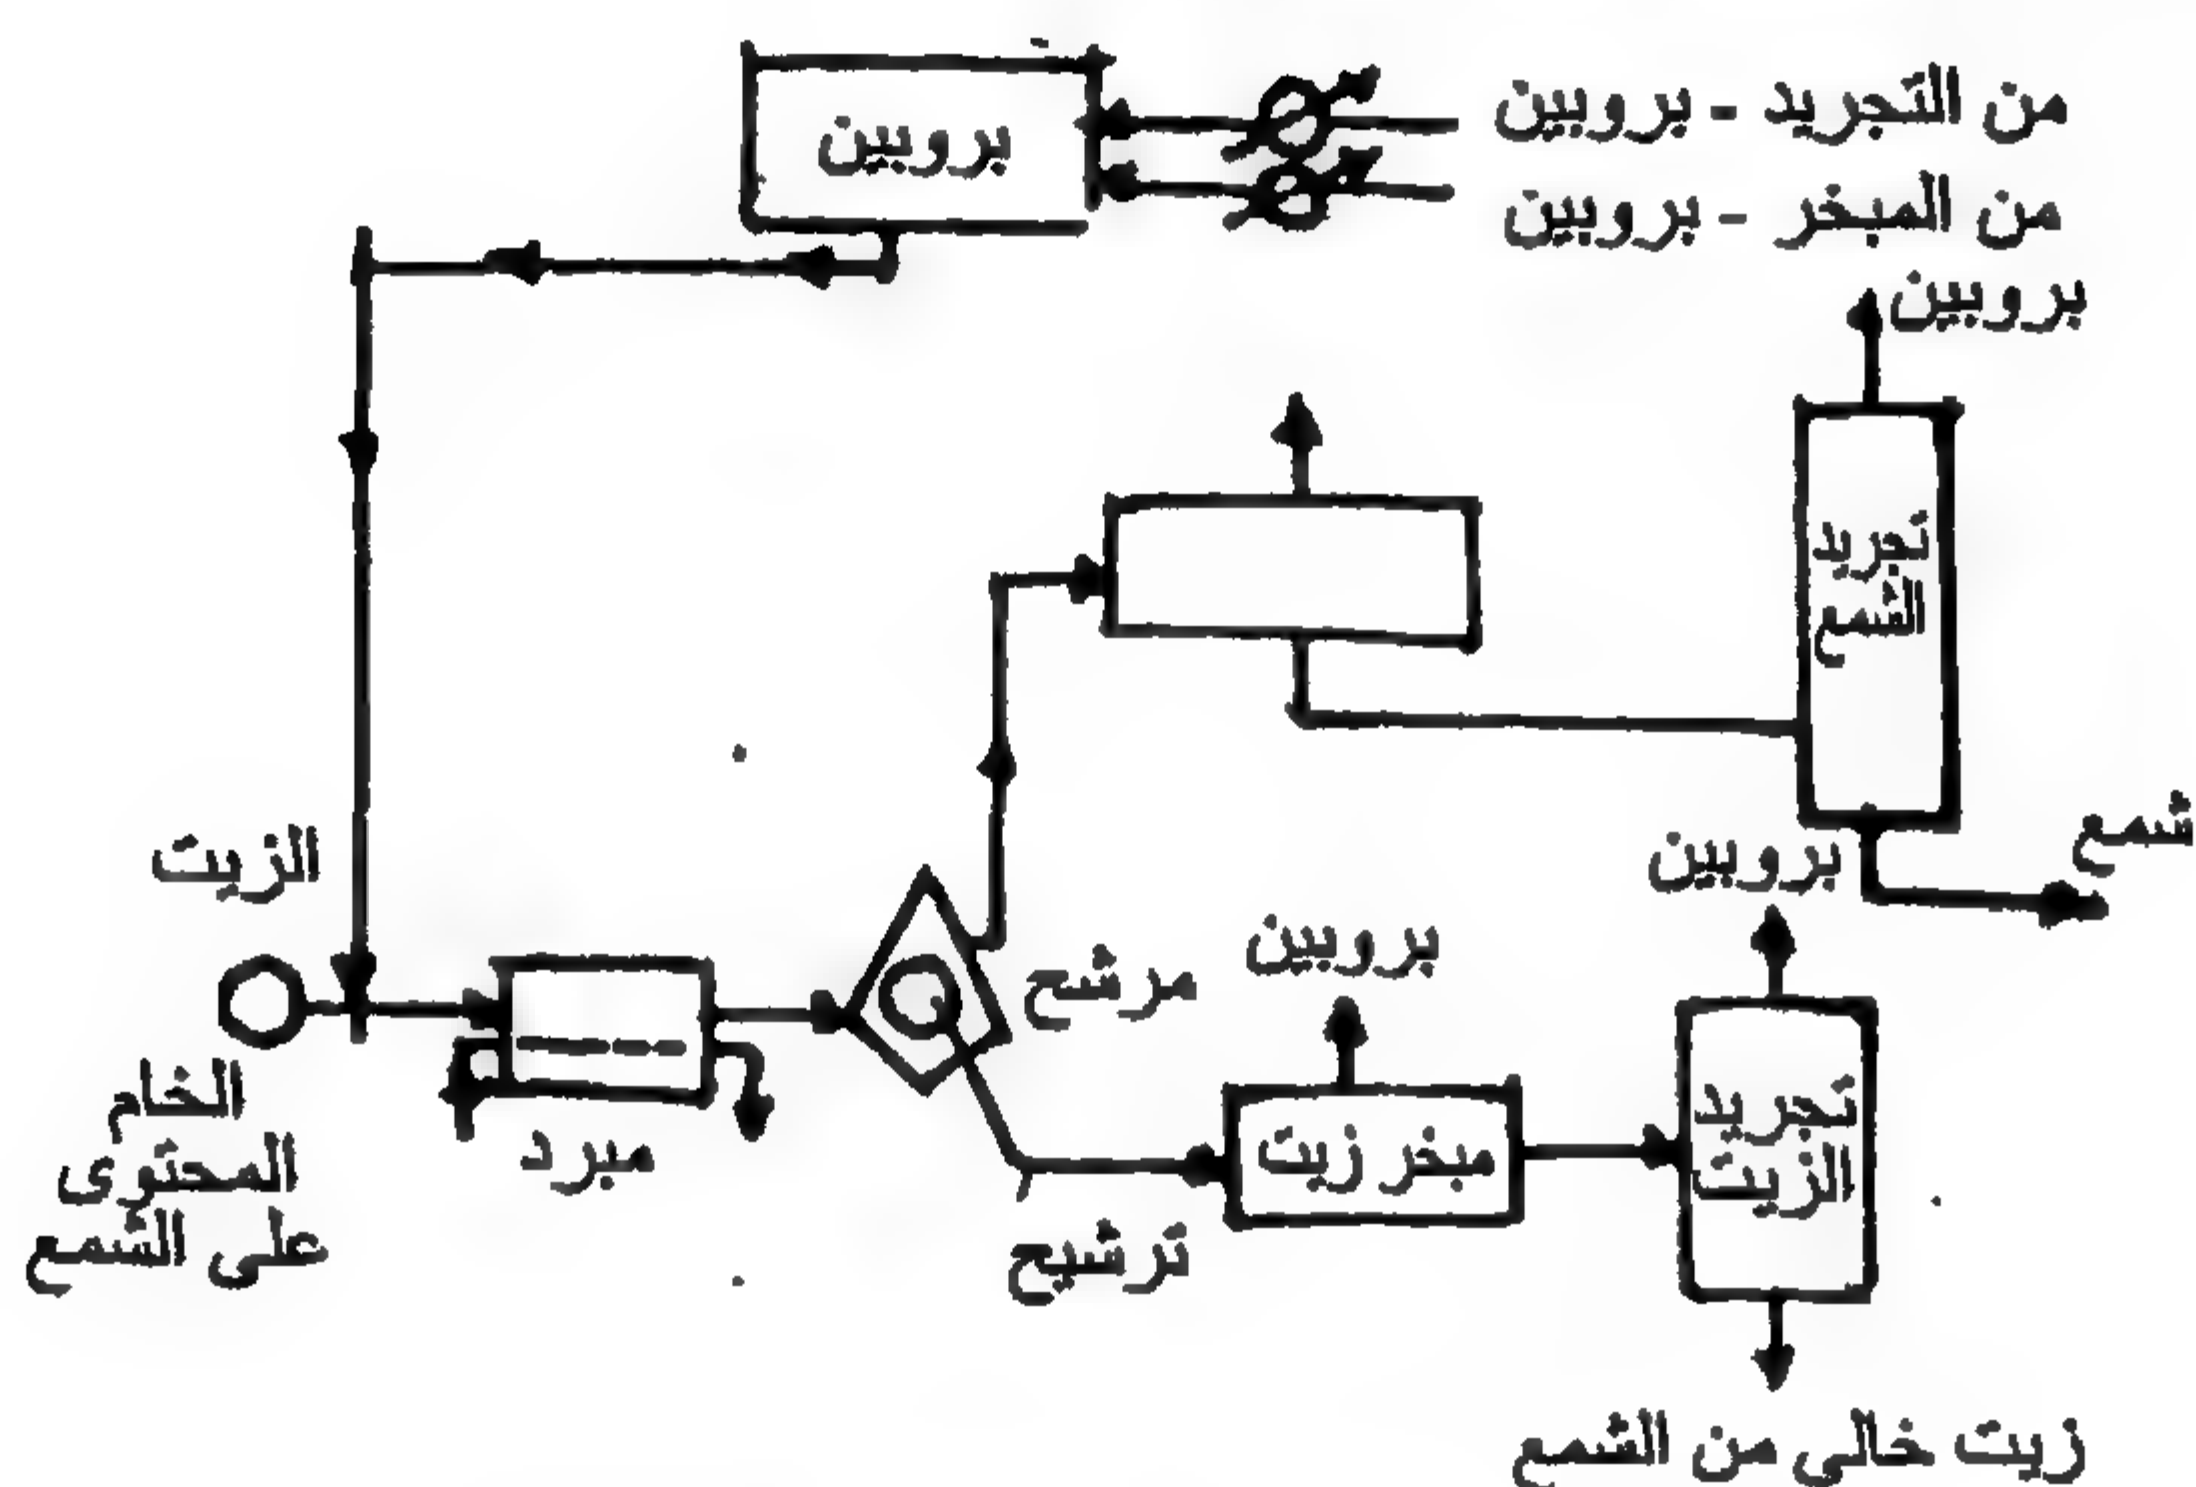 من التجريد - بروبين
بروبين
من المبخر - بروبين
بروبين
تجريد
الشمع
شمع
الزيت
بروبين
بروبين
مرشح
الخام
المحتوى
على الشمع
مبرد
مبخر زيت
تجريد
الزيت
ترشيح
زيت خالى من الشمع